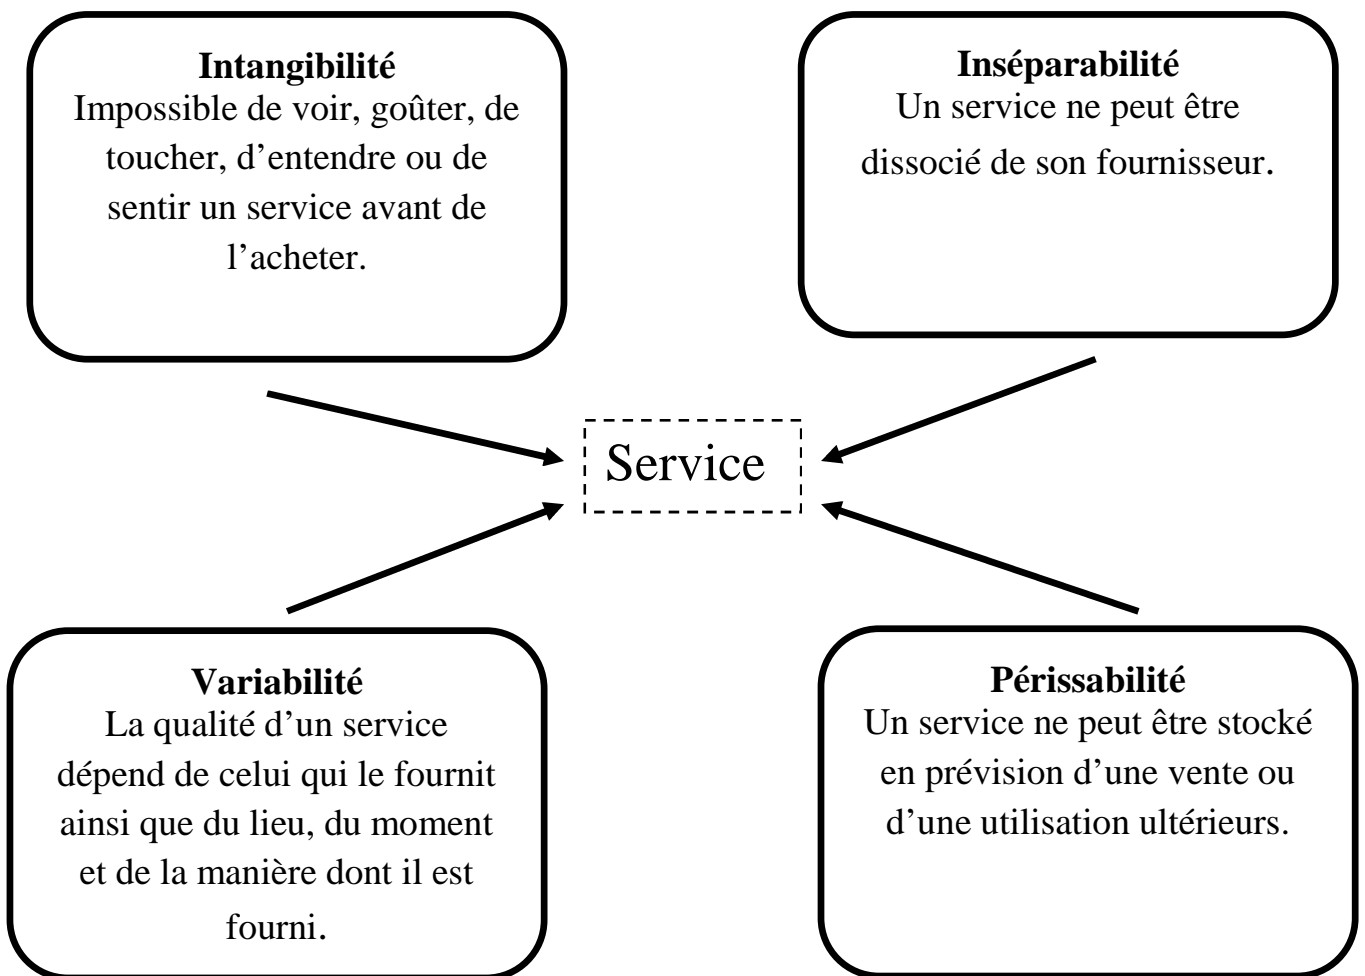 Intangibilité
Impossible de voir, goûter, de
toucher, d’entendre ou de
sentir un service avant de
l’acheter.
Inséparabilité
Un service ne peut être
dissocié de son fournisseur.
Service
Variabilité
La qualité d’un service
dépend de celui qui le fournit
ainsi que du lieu, du moment
et de la manière dont il est
fourni.
Périssabilité
Un service ne peut être stocké
en prévision d’une vente ou
d’une utilisation ultérieurs.